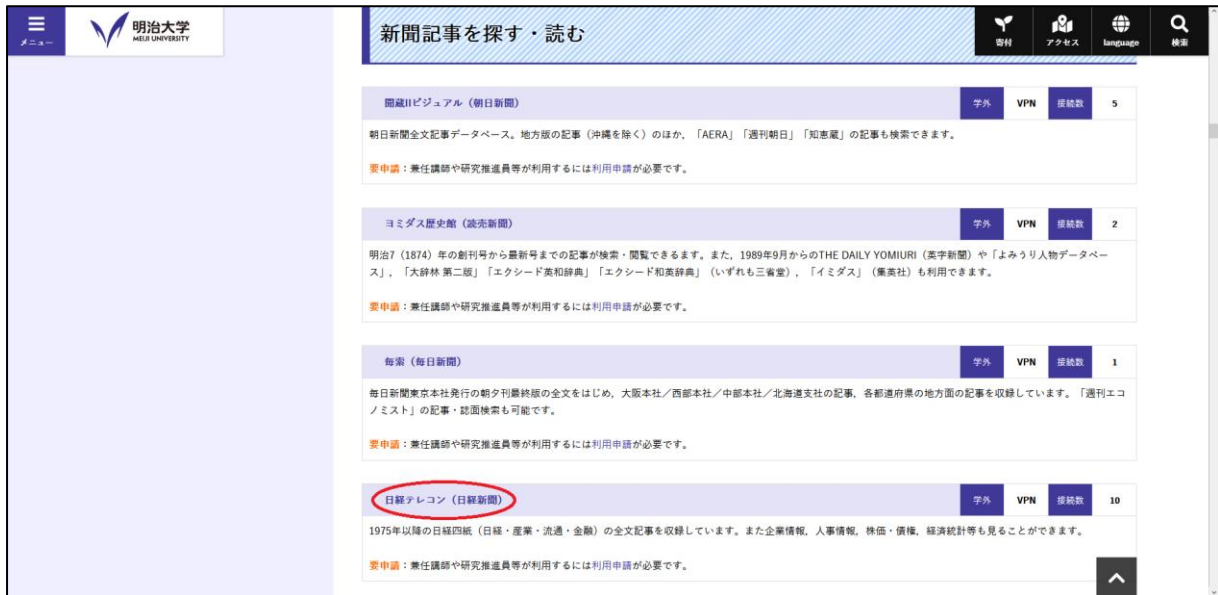 メニュー
明治大学
MEIJI UNIVERSITY
新聞記事を探す・読む
寄付
アクセス
language
検索
聞蔵IIビジュアル（朝日新聞）
学外 VPN 接続数 5
朝日新聞全文記事データベース。地方版の記事（沖縄を除く）のほか，「AERA」「週刊朝日」「知恵蔵」の記事も検索できます。
要申請：兼任講師や研究推進員等が利用するには利用申請が必要です。
ヨミダス歴史館（読売新聞）
学外 VPN 接続数 2
明治7（1874）年の創刊号から最新号までの記事が検索・閲覧できるます。また，1989年9月からのTHE DAILY YOMIURI（英字新聞）や「よみうり人物データベー
ス」，「大辞林 第二版」「エクシード英和辞典」「エクシード和英辞典」（いずれも三省堂），「イミダス」（集英社）も利用できます。
要申請：兼任講師や研究推進員等が利用するには利用申請が必要です。
毎索（毎日新聞）
学外 VPN 接続数 1
毎日新聞東京本社発行の朝夕刊最終版の全文をはじめ，大阪本社／西部本社／中部本社／北海道支社の記事，各都道府県の地方面の記事を収録しています。「週刊エコ
ノミスト」の記事・誌面検索も可能です。
要申請：兼任講師や研究推進員等が利用するには利用申請が必要です。
日経テレコン（日経新聞）
学外 VPN 接続数 10
1975年以降の日経四紙（日経・産業・流通・金融）の全文記事を収録しています。また企業情報，人事情報，株価・債権，経済統計等も見ることができます。
要申請：兼任講師や研究推進員等が利用するには利用申請が必要です。